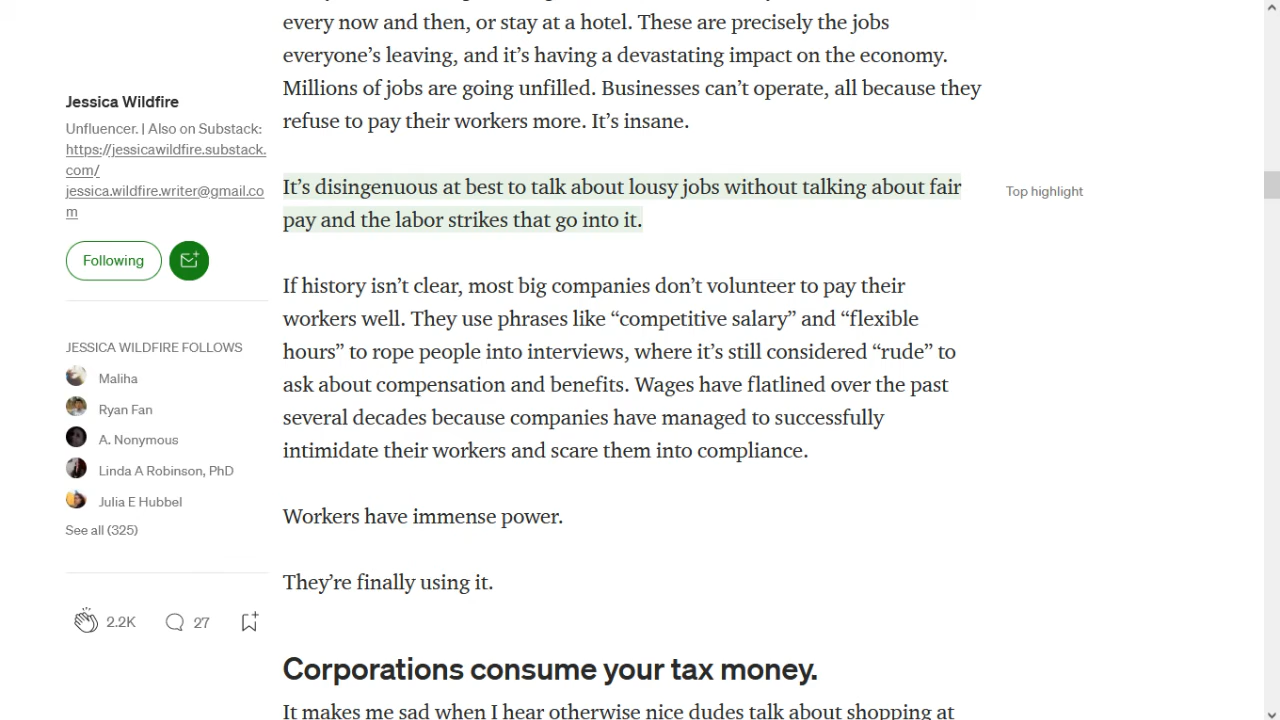 every now and then, or stay at a hotel. These are precisely the jobs
everyone’s leaving, and it’s having a devastating impact on the economy.
Millions of jobs are going unfilled. Businesses can’t operate, all because they
refuse to pay their workers more. It’s insane.
It’s disingenuous at best to talk about lousy jobs without talking about fair
pay and the labor strikes that go into it.
Top highlight
If history isn’t clear, most big companies don’t volunteer to pay their
workers well. They use phrases like “competitive salary” and “flexible
hours” to rope people into interviews, where it’s still considered “rude” to
ask about compensation and benefits. Wages have flatlined over the past
several decades because companies have managed to successfully
intimidate their workers and scare them into compliance.
Workers have immense power.
They’re finally using it.
Corporations consume your tax money.
It makes me sad when I hear otherwise nice dudes talk about shopping at
Jessica Wildfire
Unfluencer. | Also on Substack:
https://jessicawildfire.substack.
com/
jessica.wildfire.writer@gmail.co
m
Following
JESSICA WILDFIRE FOLLOWS
Maliha
Ryan Fan
A. Nonymous
Linda A Robinson, PhD
Julia E Hubbel
See all (325)
2.2K
27